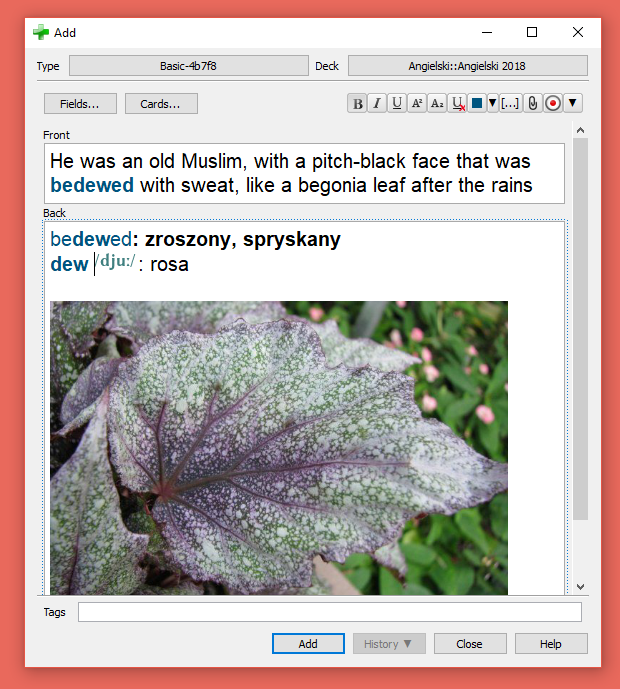 Add
Type Basic-4b7f8 Deck Angielski::Angielski 2018
Fields... Cards... B I U A² A₂ U [...]
Front
He was an old Muslim, with a pitch-black face that was
bedewed with sweat, like a begonia leaf after the rains
Back
bedewed: zroszony, spryskany
dew /dju:/ : rosa
Tags
Add History ▼ Close Help